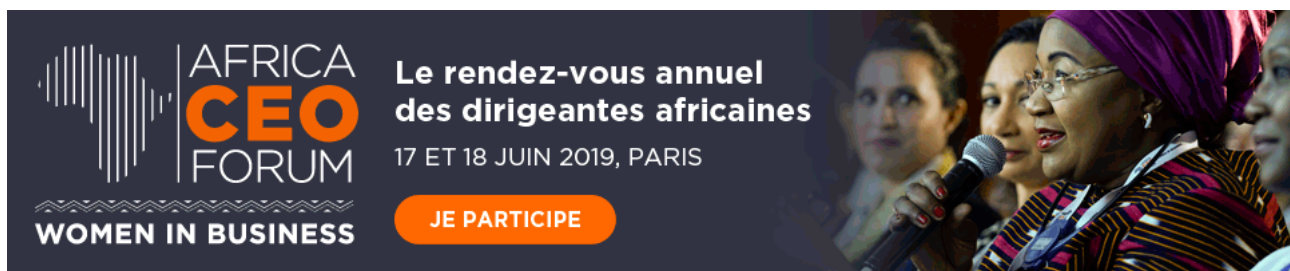 AFRICA
CEO
FORUM
WOMEN IN BUSINESS
Le rendez-vous annuel
des dirigeantes africaines
17 ET 18 JUIN 2019, PARIS
JE PARTICIPE